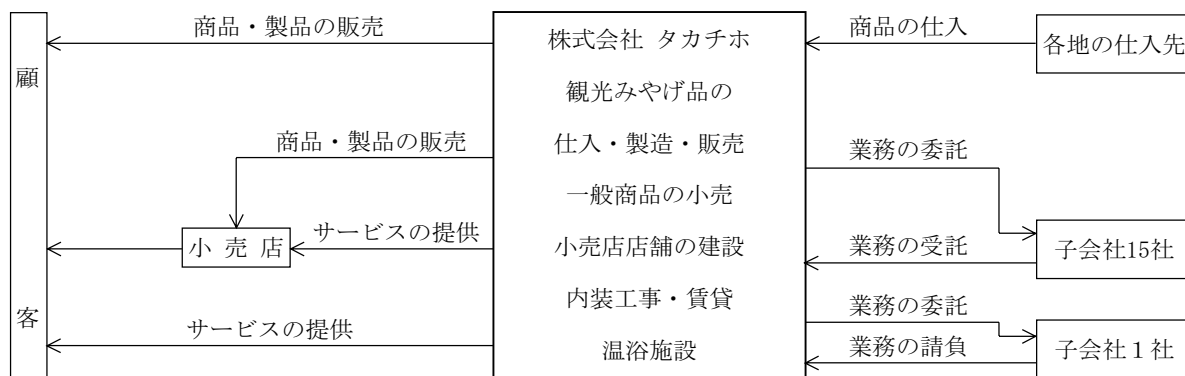 商品・製品の販売
株式会社 タカチホ
商品の仕入
各地の仕入先
顧
客
観光みやげ品の
商品・製品の販売
仕入・製造・販売
業務の委託
一般商品の小売
小 売 店
サービスの提供
小売店店舗の建設
業務の受託
子会社15社
内装工事・賃貸
業務の委託
サービスの提供
温浴施設
業務の請負
子会社1社